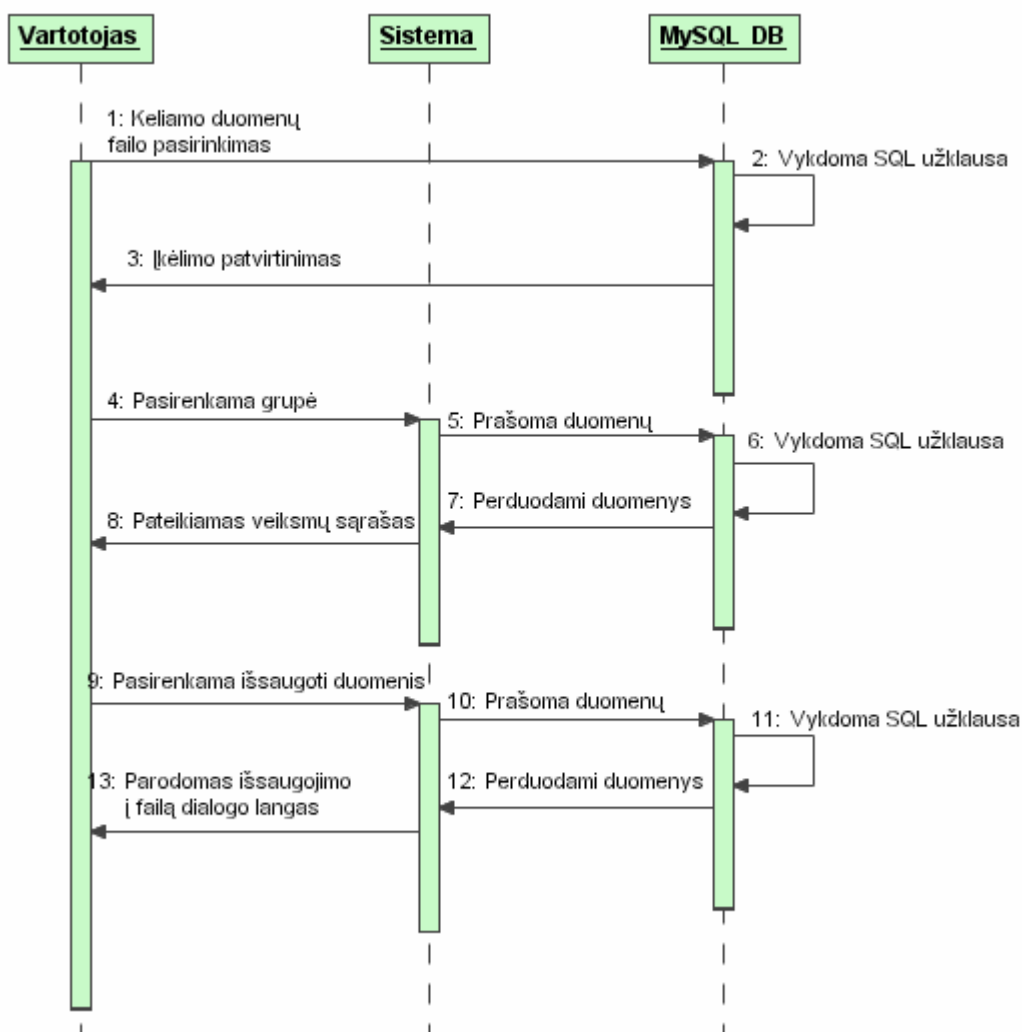 Vartotojas
Sistema
MySQL DB
1: Keliamo duomenų
failo pasirinkimas
2: Vykdoma SQL užklausa
3: Įkėlimo patvirtinimas
4: Pasirenkama grupė
5: Prašoma duomenų
6: Vykdoma SQL užklausa
7: Perduodami duomenys
8: Pateikiamas veiksmų sąrašas
9: Pasirenkama išsaugoti duomenis
10: Prašoma duomenų
11: Vykdoma SQL užklausa
12: Perduodami duomenys
13: Parodomas išsaugojimo
į failą dialogo langas